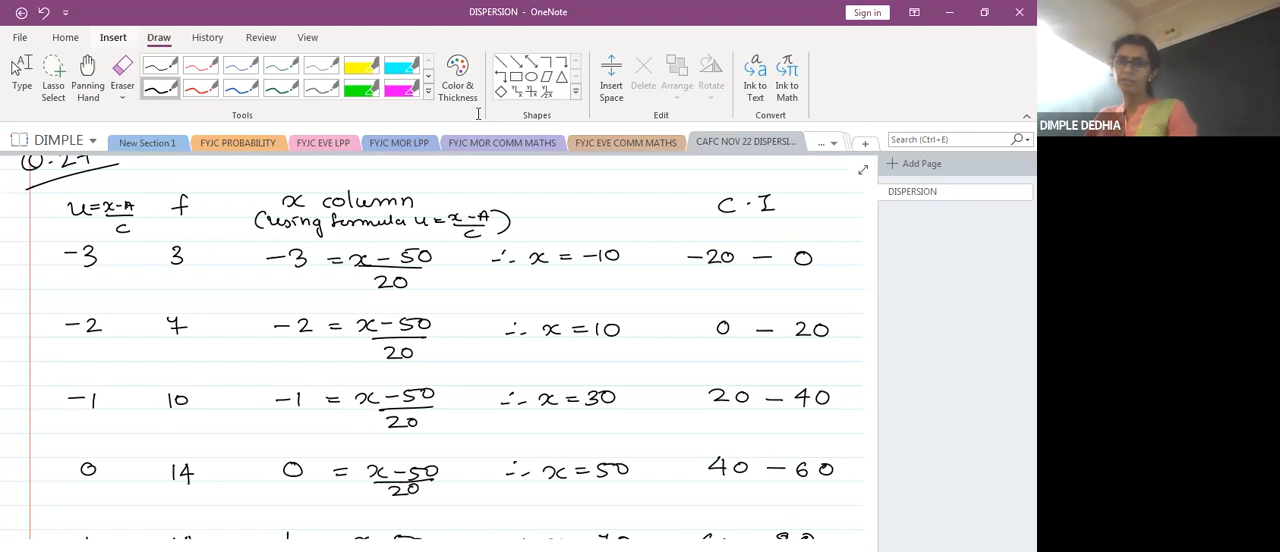 DISPERSION - OneNote
Sign in
File Home Insert Draw History Review View
Type Lasso Select Panning Hand Eraser Color & Thickness Insert Space Delete Arrange Rotate Ink to Text Ink to Math
Tools Shapes Edit Convert
DIMPLE New Section 1 FYJC PROBABILITY FYJC EVE LPP FYJC MOR LPP FYJC MOR COMM MATHS FYJC EVE COMM MATHS CAFC NOV 22 DISPERSI... ... Search (Ctrl+E)
Add Page
DISPERSION
DIMPLE DEDHIA
u = x-A/c f x column C.I
(using formula u = x-A/c)
-3 3 -3 = x-50/20 ∴ x = -10 -20 - 0
-2 7 -2 = x-50/20 ∴ x = 10 0 - 20
-1 10 -1 = x-50/20 ∴ x = 30 20 - 40
0 14 0 = x-50/20 ∴ x = 50 40 - 60